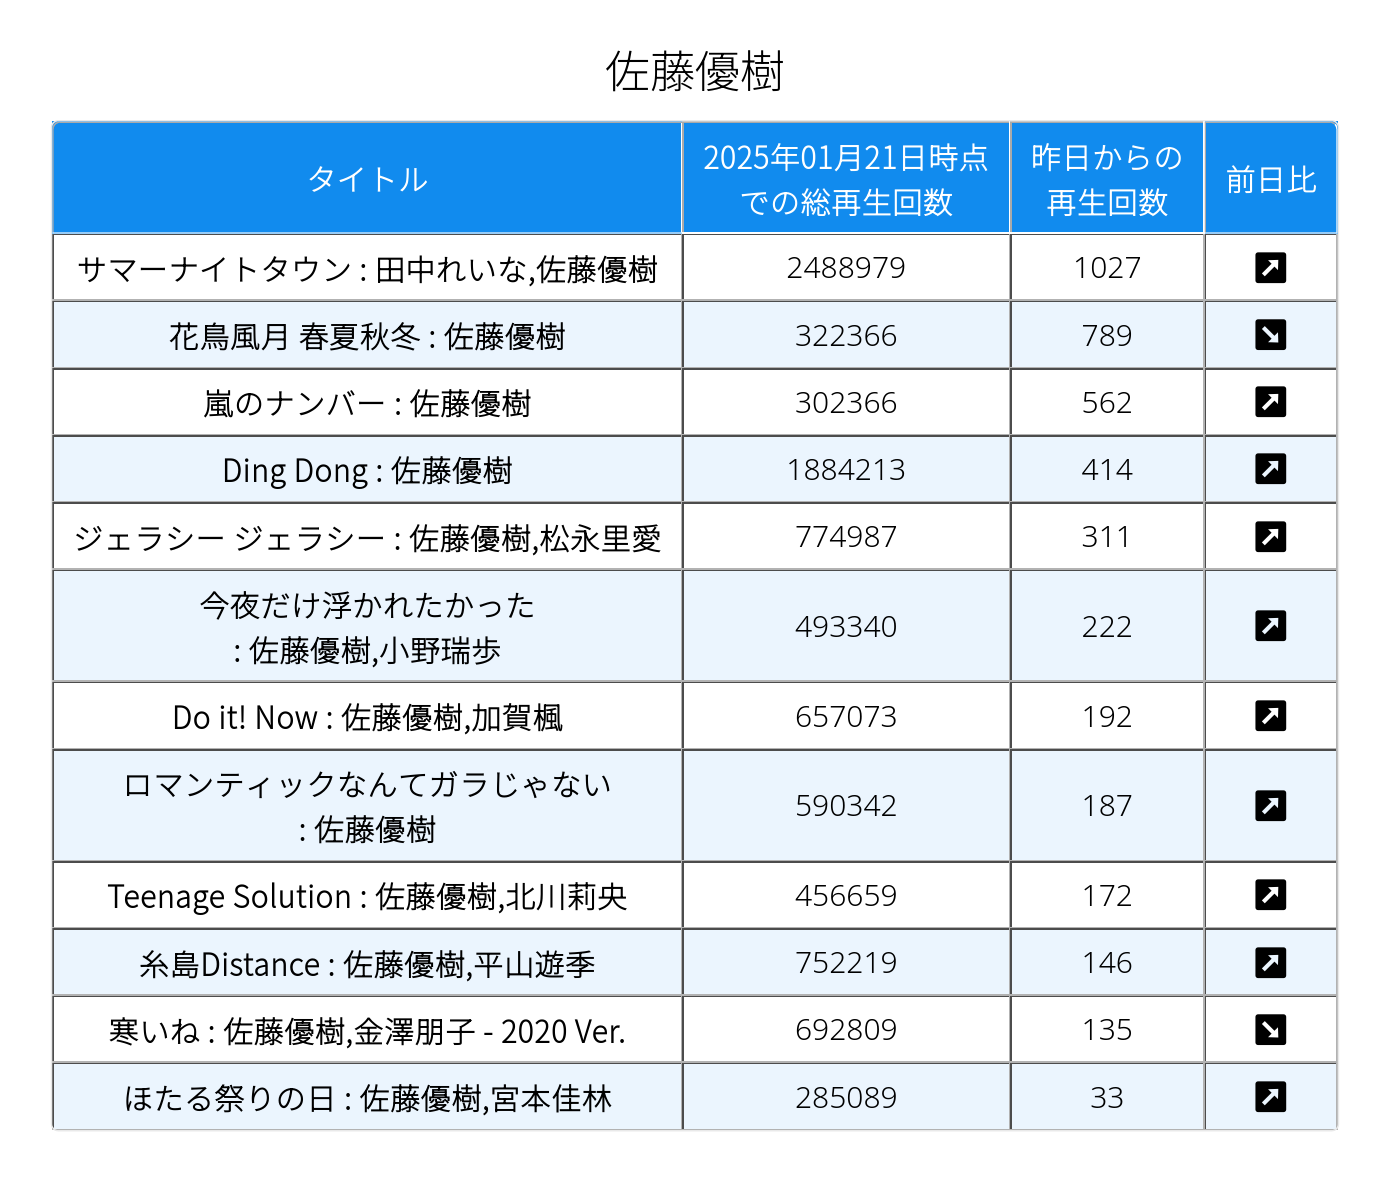 佐藤優樹
タイトル
2025年01月21日時点
での総再生回数
昨日からの
再生回数
前日比
サマーナイトタウン : 田中れいな,佐藤優樹 2488979 1027 ↗
花鳥風月 春夏秋冬 : 佐藤優樹 322366 789 ↘
嵐のナンバー : 佐藤優樹 302366 562 ↗
Ding Dong : 佐藤優樹 1884213 414 ↗
ジェラシー ジェラシー : 佐藤優樹,松永里愛 774987 311 ↗
今夜だけ浮かれたかった
: 佐藤優樹,小野瑞歩 493340 222 ↗
Do it! Now : 佐藤優樹,加賀楓 657073 192 ↗
ロマンティックなんてガラじゃない
: 佐藤優樹 590342 187 ↗
Teenage Solution : 佐藤優樹,北川莉央 456659 172 ↗
糸島Distance : 佐藤優樹,平山遊季 752219 146 ↗
寒いね : 佐藤優樹,金澤朋子 - 2020 Ver. 692809 135 ↘
ほたる祭りの日 : 佐藤優樹,宮本佳林 285089 33 ↗